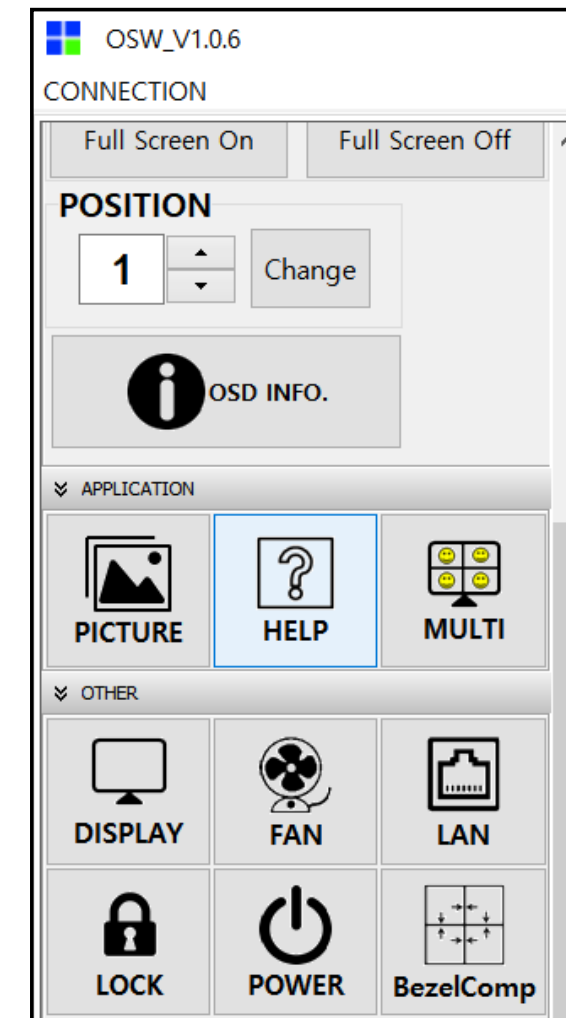 OSW_V1.0.6
CONNECTION
Full Screen On Full Screen Off
POSITION
1 Change
OSD INFO.
APPLICATION
PICTURE HELP MULTI
OTHER
DISPLAY FAN LAN
LOCK POWER BezelComp